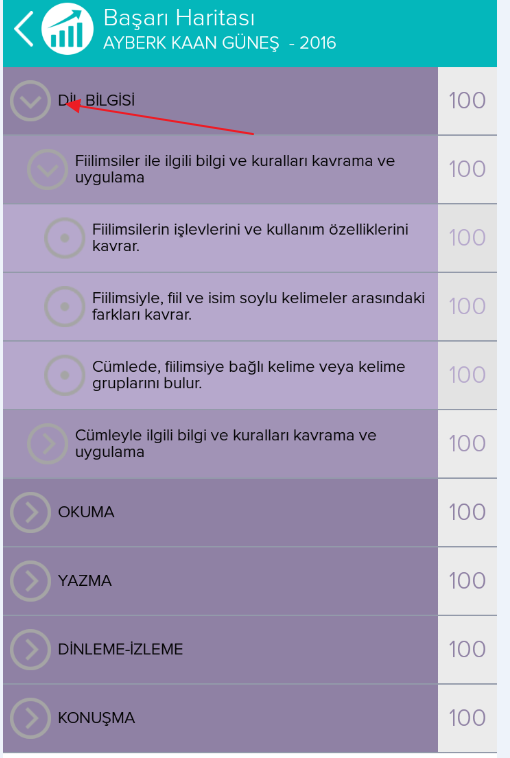 Başarı Haritası
AYBERK KAAN GÜNEŞ - 2016
DİL BİLGİSİ 100
Fiilimsiler ile ilgili bilgi ve kuralları kavrama ve
uygulama
100
Fiilimsilerin işlevlerini ve kullanım özelliklerini
kavrar.
100
Fiilimsiyle, fiil ve isim soylu kelimeler arasındaki
farkları kavrar.
100
Cümlede, fiilimsiye bağlı kelime veya kelime
gruplarını bulur.
100
Cümleyle ilgili bilgi ve kuralları kavrama ve
uygulama
100
OKUMA 100
YAZMA 100
DİNLEME-İZLEME 100
KONUŞMA 100